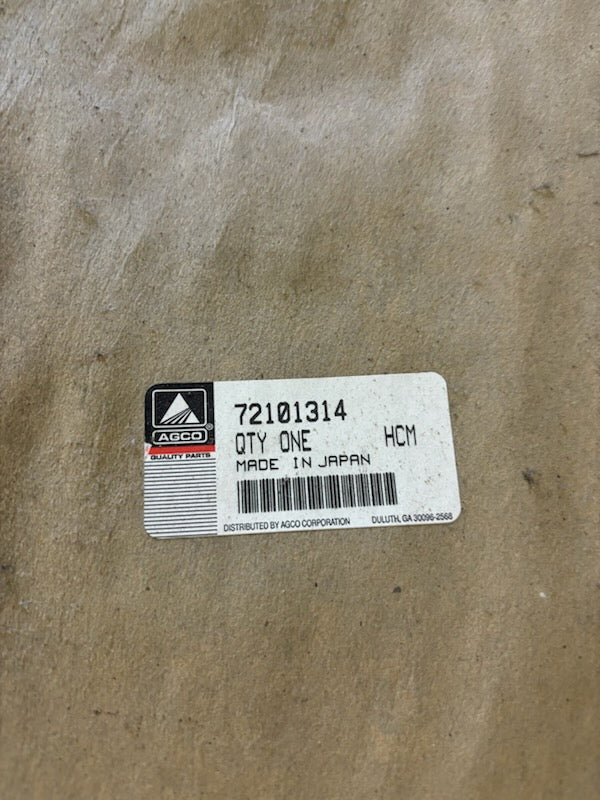 AGCO®
QUALITY PARTS
72101314
QTY ONE HCM
MADE IN JAPAN
DISTRIBUTED BY AGCO CORPORATION DULUTH, GA 30096-2568